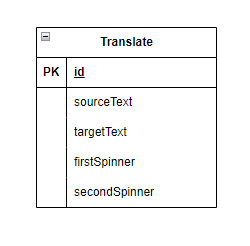 Translate
PK id
sourceText
targetText
firstSpinner
secondSpinner